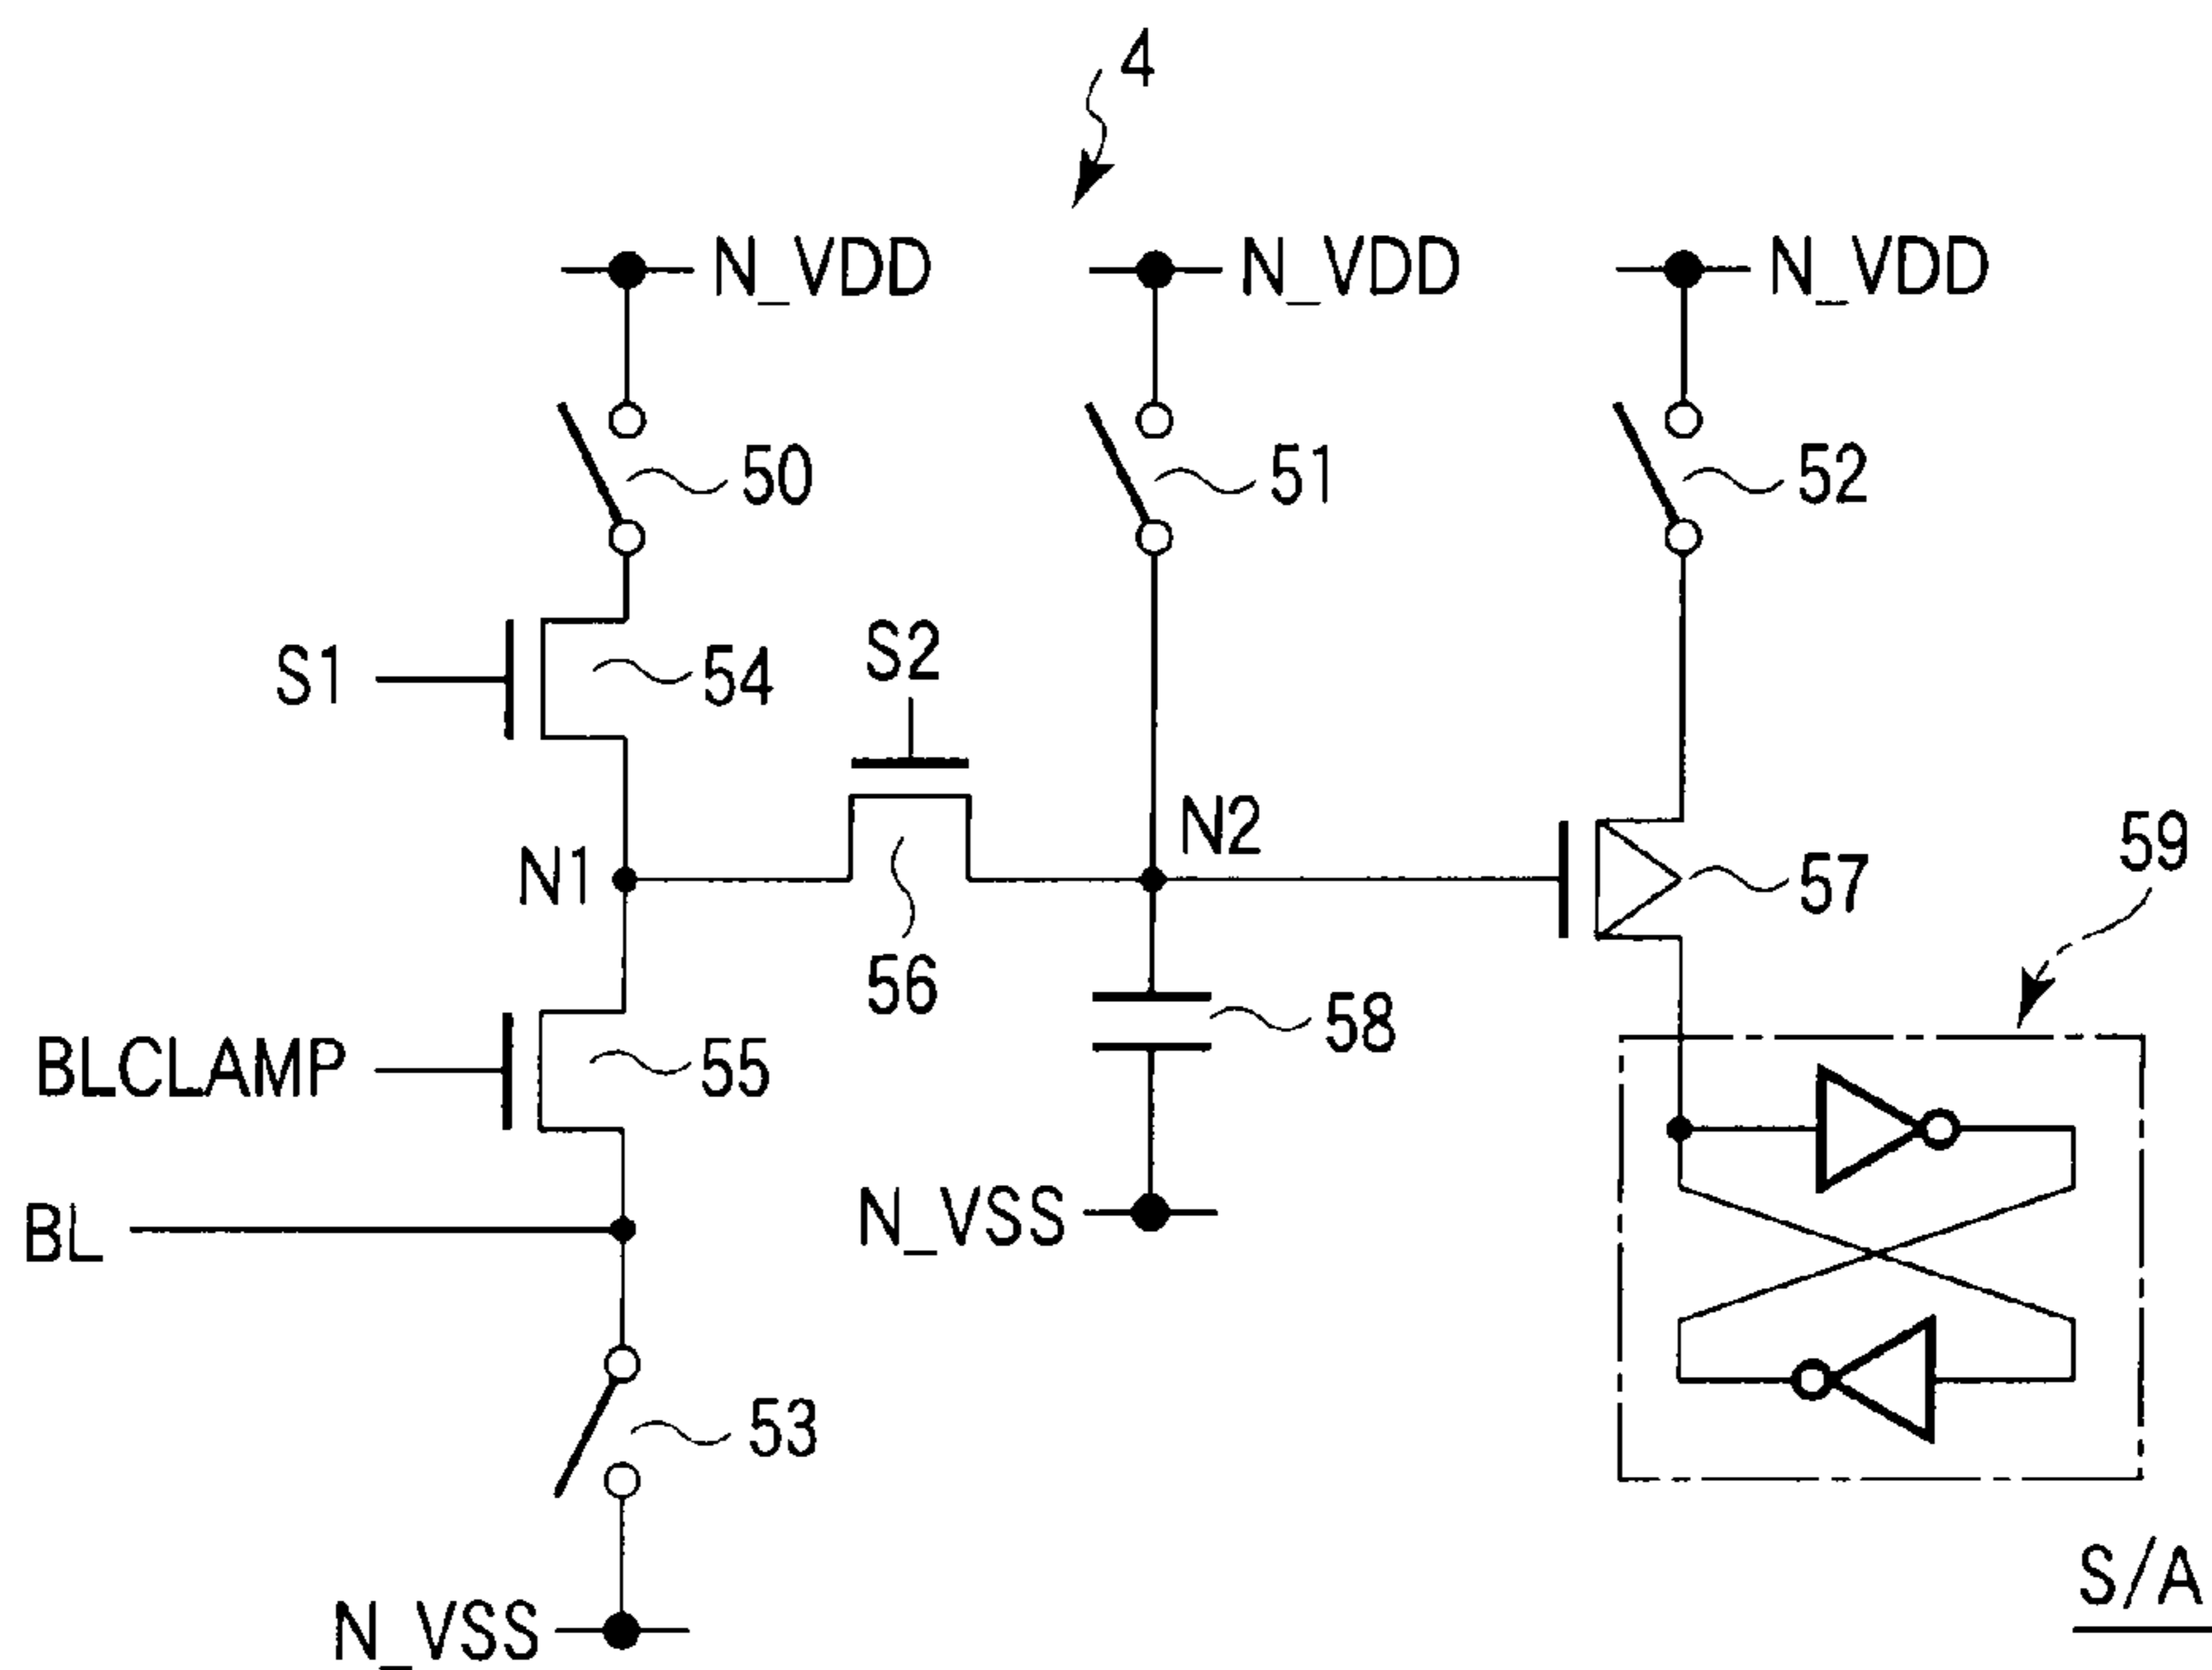 4
N_VDD
N_VDD
N_VDD
50
51
52
S1
54
S2
N1
N2
57
59
56
BLCLAMP
55
58
BL
N_VSS
53
N_VSS
S/A